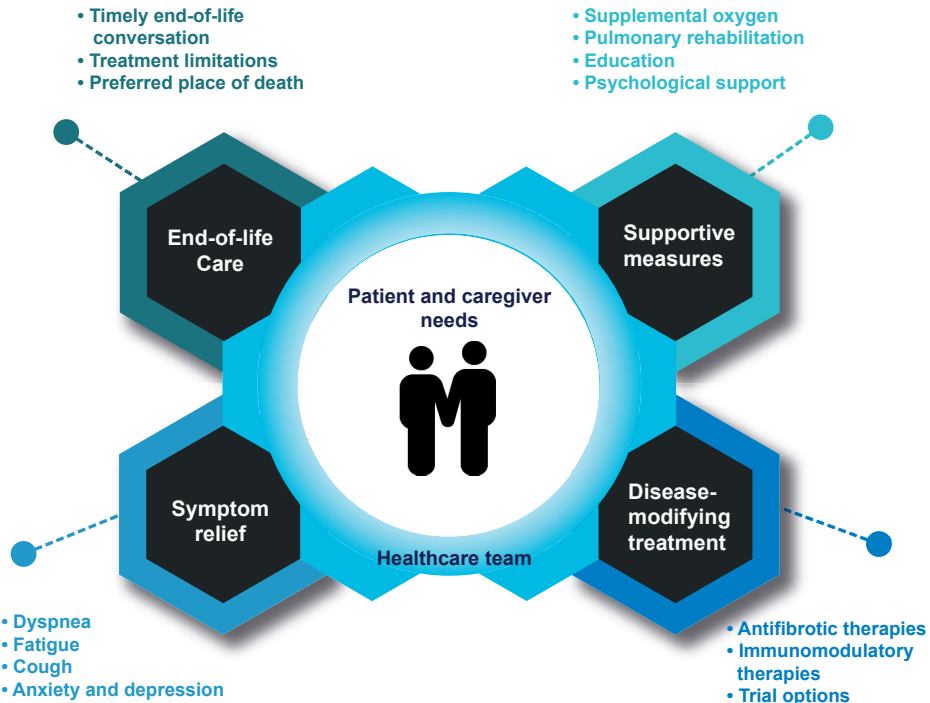 • Timely end-of-life
conversation
• Treatment limitations
• Preferred place of death
• Supplemental oxygen
• Pulmonary rehabilitation
• Education
• Psychological support
End-of-life
Care
Supportive
measures
Patient and caregiver
needs
Symptom
relief
Disease-
modifying
treatment
Healthcare team
• Dyspnea
• Fatigue
• Cough
• Anxiety and depression
• Antifibrotic therapies
• Immunomodulatory
therapies
• Trial options